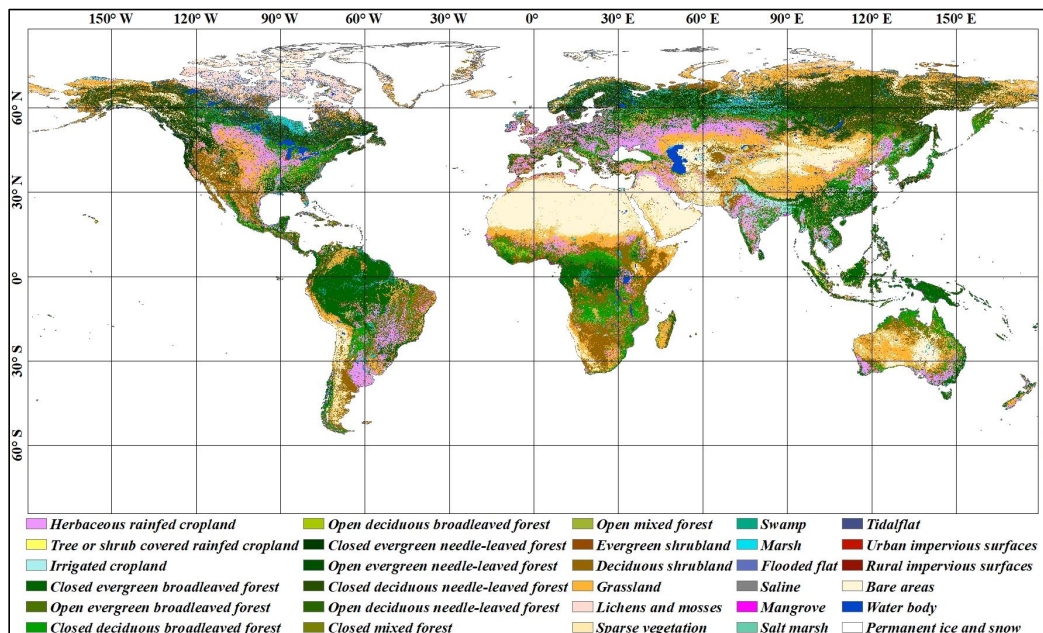 150° W 120° W 90° W 60° W 30° W 0° 30° E 60° E 90° E 120° E 150° E
60° N
30° N
0°
30° S
60° S
60° N
30° N
0°
30° S
60° S
Herbaceous rainfed cropland Open deciduous broadleaved forest Open mixed forest Swamp Tidalflat
Tree or shrub covered rainfed cropland Closed evergreen needle-leaved forest Evergreen shrubland Marsh Urban impervious surfaces
Irrigated cropland Open evergreen needle-leaved forest Deciduous shrubland Flooded flat Rural impervious surfaces
Closed evergreen broadleaved forest Closed deciduous needle-leaved forest Grassland Saline Bare areas
Open evergreen broadleaved forest Open deciduous needle-leaved forest Lichens and mosses Mangrove Water body
Closed deciduous broadleaved forest Closed mixed forest Sparse vegetation Salt marsh Permanent ice and snow